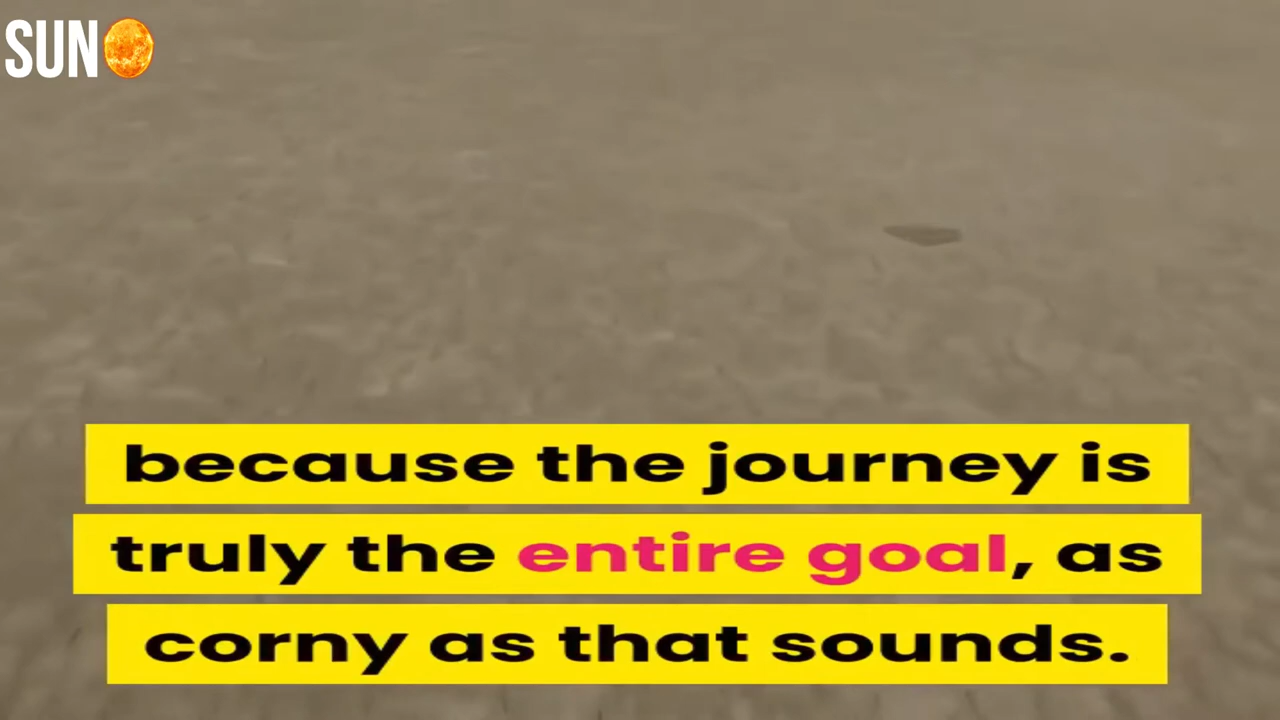 SUN
because the journey is
truly the entire goal, as
corny as that sounds.